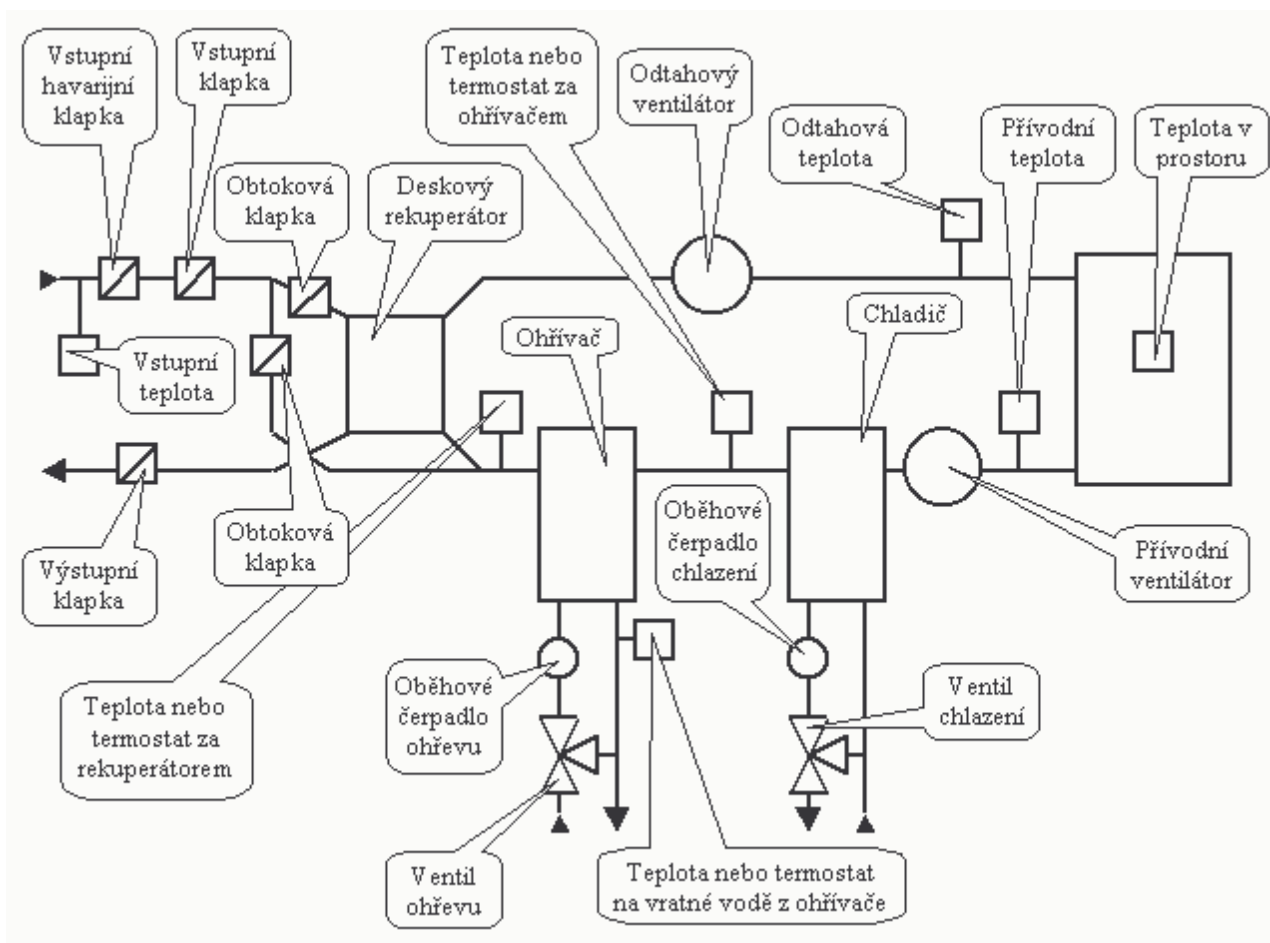 Vstupní
havarijní
klapka
Vstupní
klapka
Teplota nebo
termostat za
ohřívačem
Odtahový
ventilátor
Odtahová
teplota
Přívodní
teplota
Teplota v
prostoru
Obtoková
klapka
Deskový
rekuperátor
Vstupní
teplota
Ohřívač
Chladič
Výstupní
klapka
Obtoková
klapka
Oběhové
čerpadlo
chlazení
Přívodní
ventilátor
Teplota nebo
termostat za
rekuperátorem
Oběhové
čerpadlo
ohřevu
Ventil
chlazení
Ventil
ohřevu
Teplota nebo termostat
na vratné vodě z ohřívače